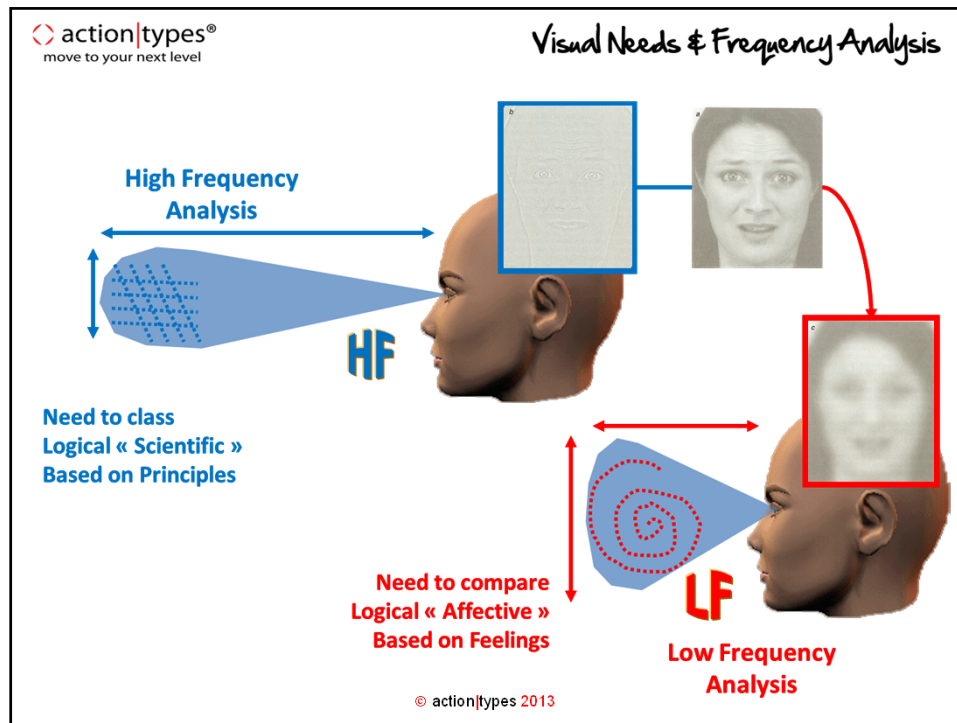 action|types®
move to your next level
Visual Needs & Frequency Analysis
b
a
High Frequency
Analysis
HF
c
Need to class
Logical « Scientific »
Based on Principles
Need to compare
Logical « Affective »
Based on Feelings
LF
Low Frequency
Analysis
© action|types 2013